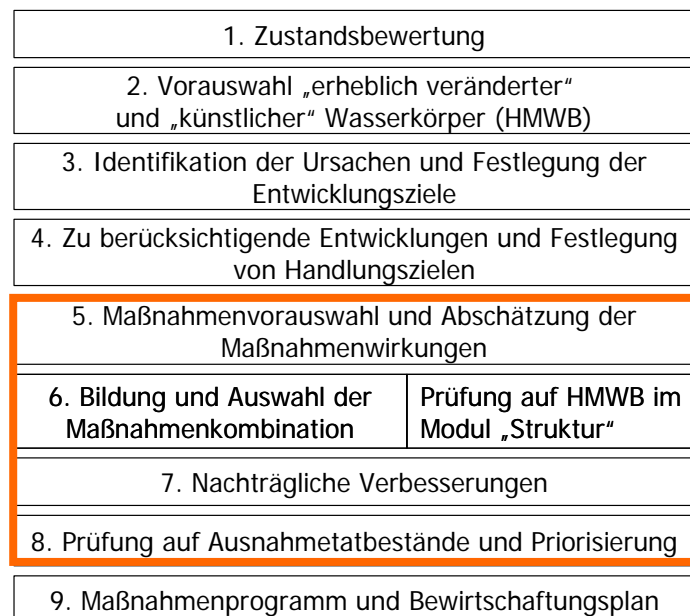 1. Zustandsbewertung
2. Vorauswahl „erheblich veränderter“
und „künstlicher“ Wasserkörper (HMWB)
3. Identifikation der Ursachen und Festlegung der
Entwicklungsziele
4. Zu berücksichtigende Entwicklungen und Festlegung
von Handlungszielen
5. Maßnahmenvorauswahl und Abschätzung der
Maßnahmenwirkungen
6. Bildung und Auswahl der
Maßnahmenkombination
Prüfung auf HMWB im
Modul „Struktur“
7. Nachträgliche Verbesserungen
8. Prüfung auf Ausnahmetatbestände und Priorisierung
9. Maßnahmenprogramm und Bewirtschaftungsplan